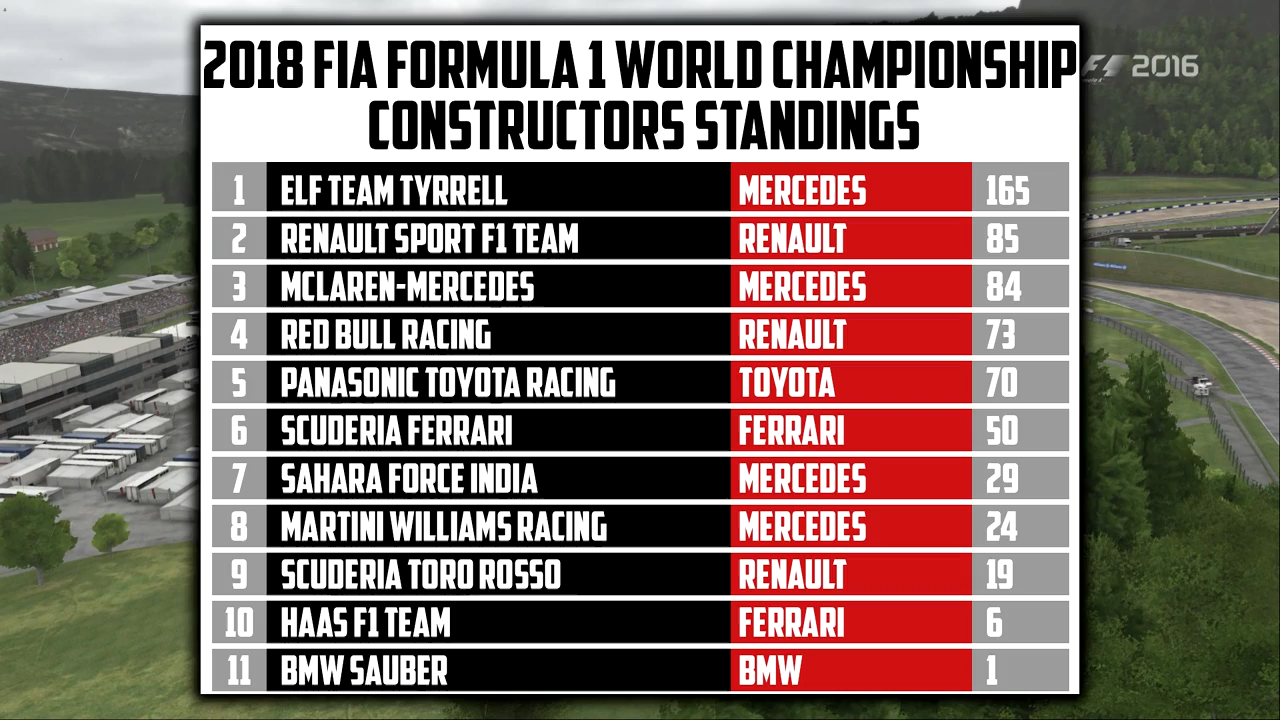 2018 FIA FORMULA 1 WORLD CHAMPIONSHIP
CONSTRUCTORS STANDINGS
F1 2016
1 ELF TEAM TYRRELL MERCEDES 165
2 RENAULT SPORT F1 TEAM RENAULT 85
3 MCLAREN-MERCEDES MERCEDES 84
4 RED BULL RACING RENAULT 73
5 PANASONIC TOYOTA RACING TOYOTA 70
6 SCUDERIA FERRARI FERRARI 50
7 SAHARA FORCE INDIA MERCEDES 29
8 MARTINI WILLIAMS RACING MERCEDES 24
9 SCUDERIA TORO ROSSO RENAULT 19
10 HAAS F1 TEAM FERRARI 6
11 BMW SAUBER BMW 1